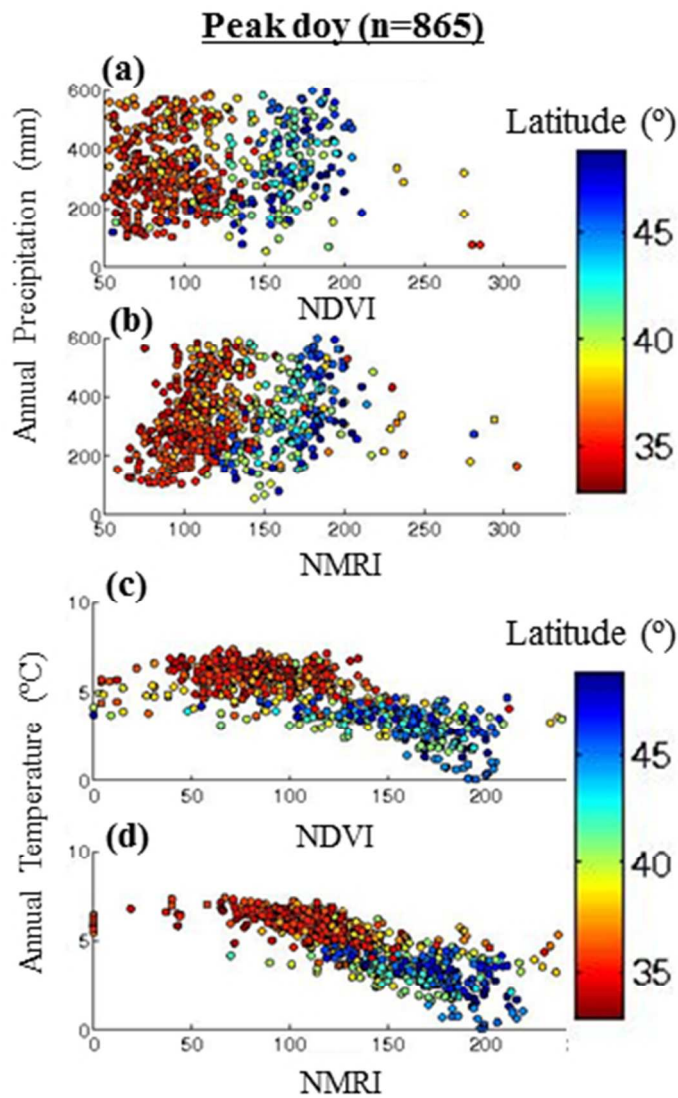 Peak doy (n=865)
(a)
600
400
200
0
50 100 150 200 250 300
NDVI
(b)
600
400
200
0
50 100 150 200 250 300
NMRI
Annual Precipitation (mm)
Latitude (º)
45
40
35
(c)
10
5
0
0 50 100 150 200
NDVI
(d)
10
5
0
0 50 100 150 200
NMRI
Annual Temperature (ºC)
Latitude (º)
45
40
35